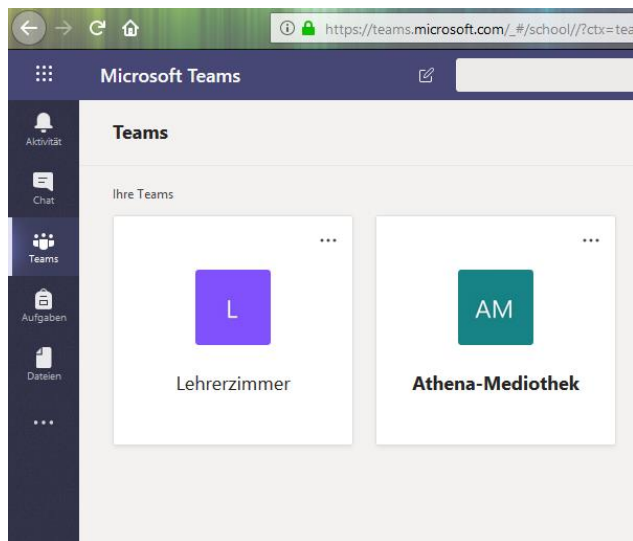 https://teams.microsoft.com/_#/school//?ctx=tea
Microsoft Teams
Aktivität
Chat
Teams
Aufgaben
Dateien
Teams
Ihre Teams
L
Lehrerzimmer
AM
Athena-Mediothek